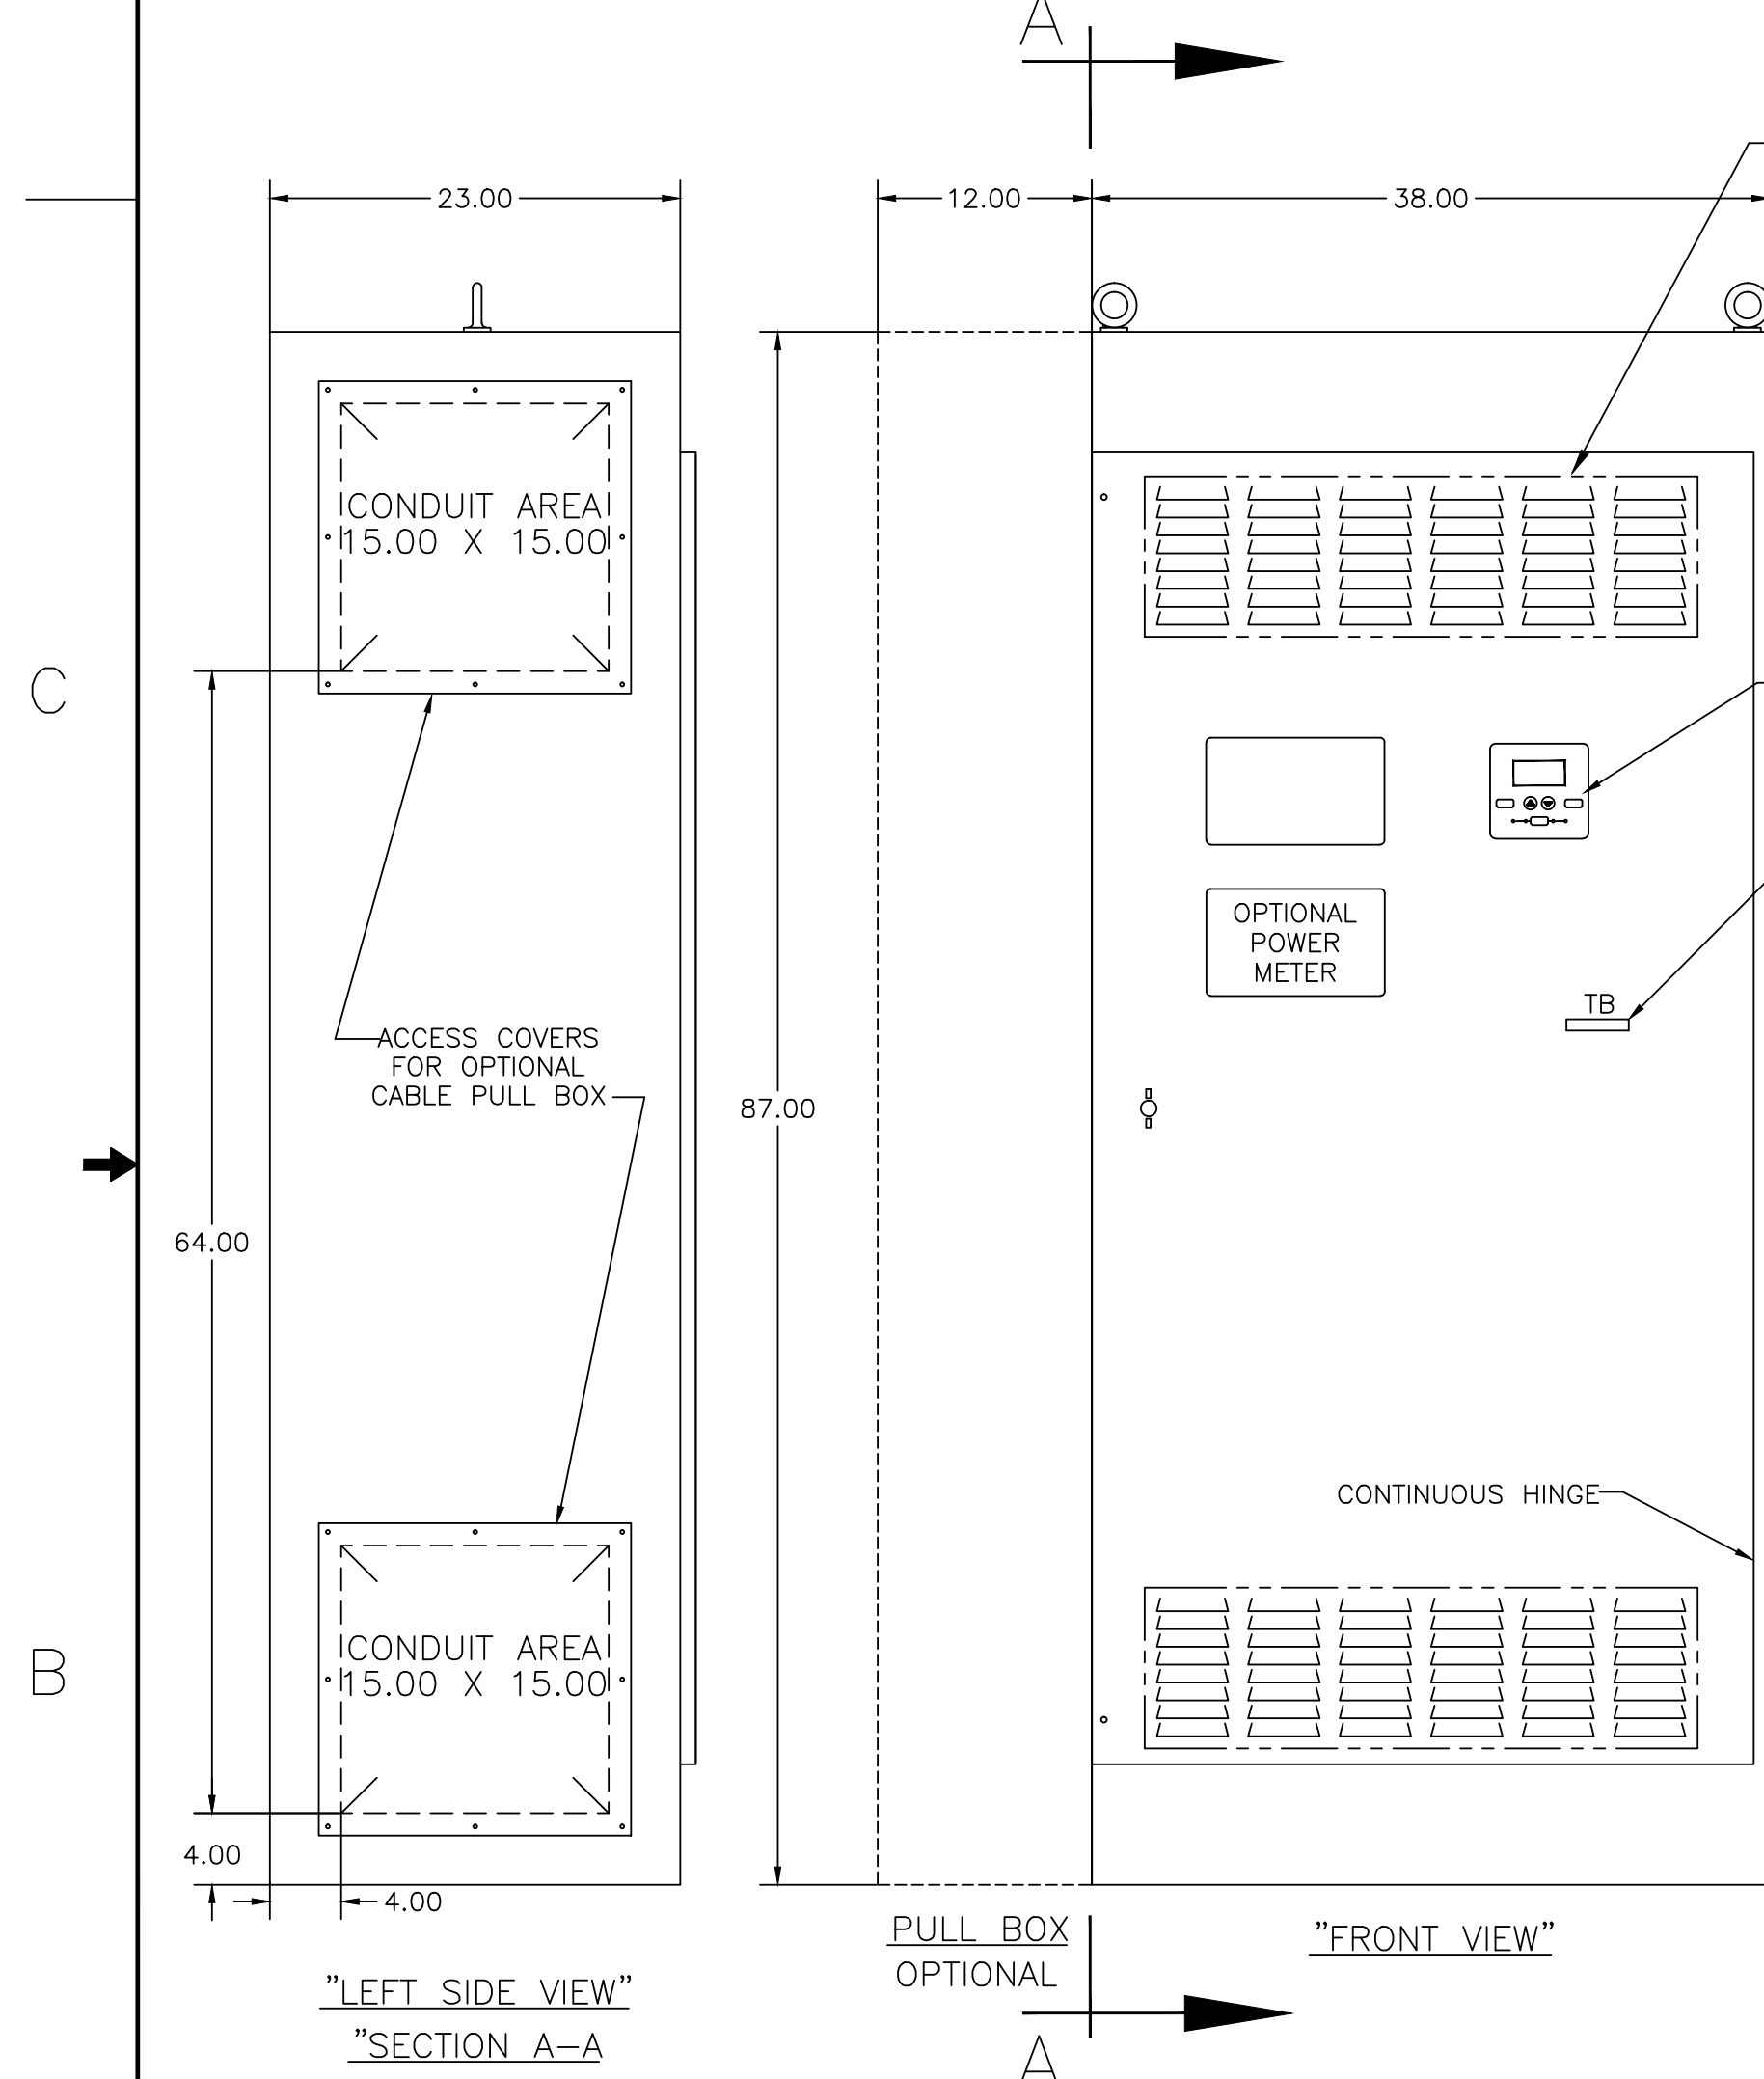 A
23.00
12.00
38.00
CONDUIT AREA
15.00 X 15.00
C
OPTIONAL
POWER
METER
TB
ACCESS COVERS
FOR OPTIONAL
CABLE PULL BOX
87.00
64.00
CONTINUOUS HINGE
CONDUIT AREA
15.00 X 15.00
B
4.00
4.00
PULL BOX
OPTIONAL
"FRONT VIEW"
"LEFT SIDE VIEW"
"SECTION A-A
A